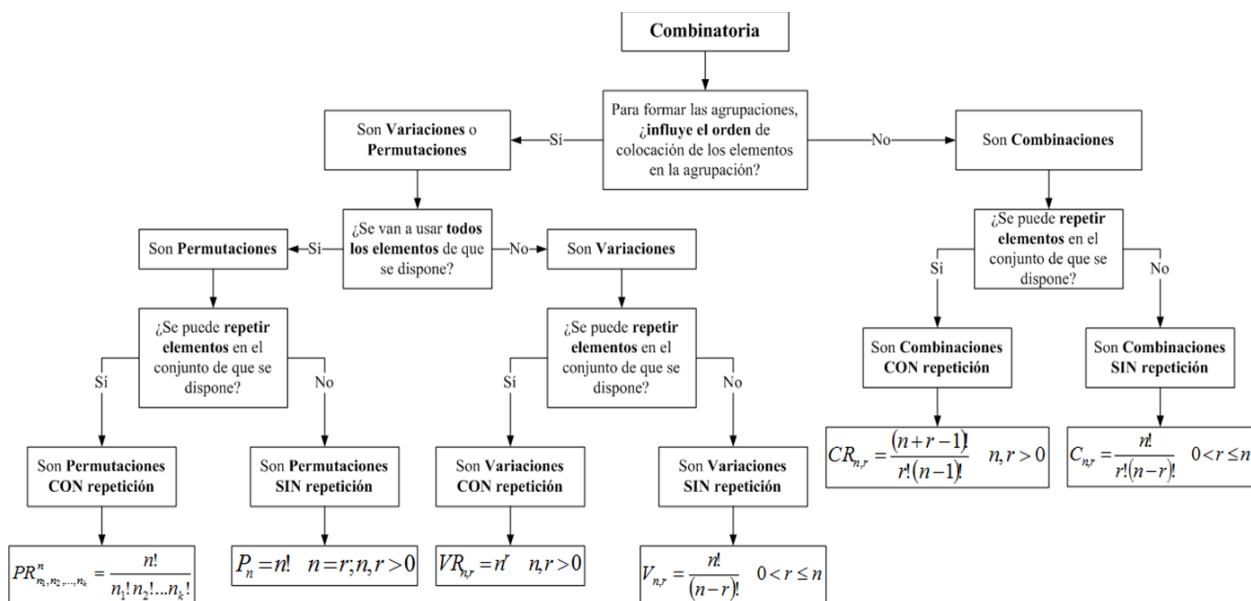 Combinatoria
Para formar las agrupaciones,
¿influye el orden de
colocación de los elementos
en la agrupación?
Sí
No
Son Variaciones o
Permutaciones
Son Combinaciones
¿Se van a usar todos
los elementos de que
se dispone?
Sí
No
Son Permutaciones
Son Variaciones
¿Se puede repetir
elementos en el
conjunto de que se
dispone?
Sí
No
¿Se puede repetir
elementos en el
conjunto de que se
dispone?
Sí
No
¿Se puede repetir
elementos en el
conjunto de que se
dispone?
Sí
No
Son Combinaciones
CON repetición
Son Combinaciones
SIN repetición
CR_{n,r} = \frac{(n+r-1)!}{r!(n-1)!} n,r>0
C_{n,r} = \frac{n!}{r!(n-r)!} 0<r≤n
Son Permutaciones
CON repetición
Son Permutaciones
SIN repetición
Son Variaciones
CON repetición
Son Variaciones
SIN repetición
PR^{n}_{n_1,n_2,...,n_k} = \frac{n!}{n_1!n_2!...n_k!}
P_n = n! n=r;n,r>0
VR_{n,r} = n^r n,r>0
V_{n,r} = \frac{n!}{(n-r)!} 0<r≤n